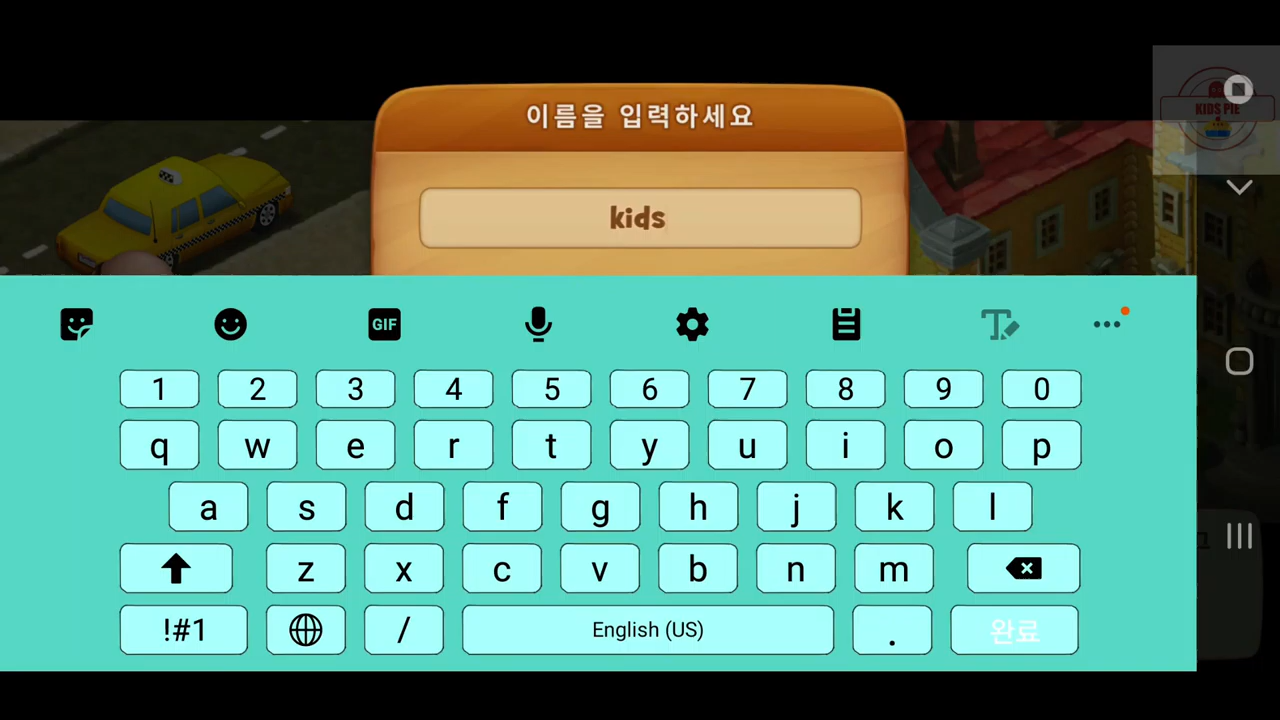 이름을 입력하세요
KIDS PIE
kids
GIF
1 2 3 4 5 6 7 8 9 0
q w e r t y u i o p
a s d f g h j k l
z x c v b n m
!#1 / English (US) . 완료